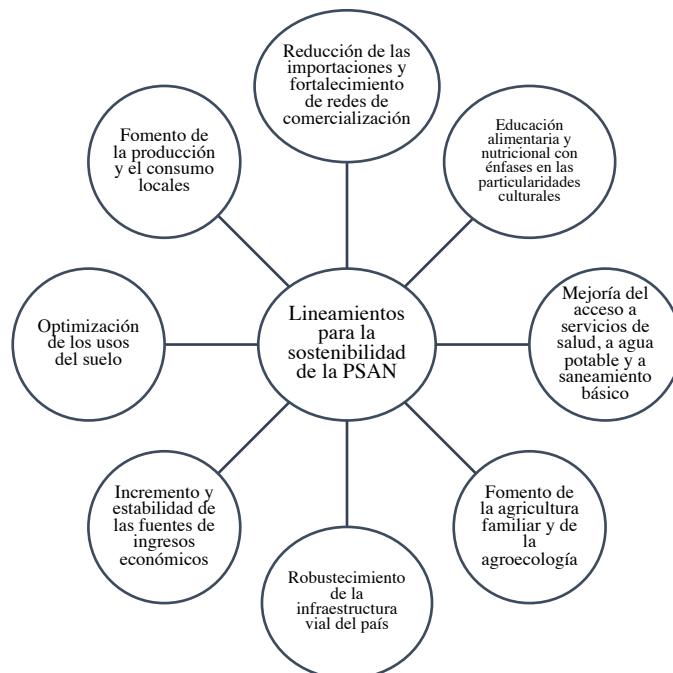 Reducción de las
importaciones y
fortalecimiento
de redes de
comercialización
Educación
alimentaria y
nutricional con
énfases en las
particularidades
culturales
Mejoría del
acceso a
servicios de
salud, a agua
potable y a
saneamiento
básico
Fomento de
la agricultura
familiar y de
la
agroecología
Robustecimiento
de la
infraestructura
vial del país
Incremento y
estabilidad de
las fuentes de
ingresos
económicos
Optimización
de los usos
del suelo
Fomento de
la producción
y el consumo
locales
Lineamientos
para la
sostenibilidad
de la PSAN